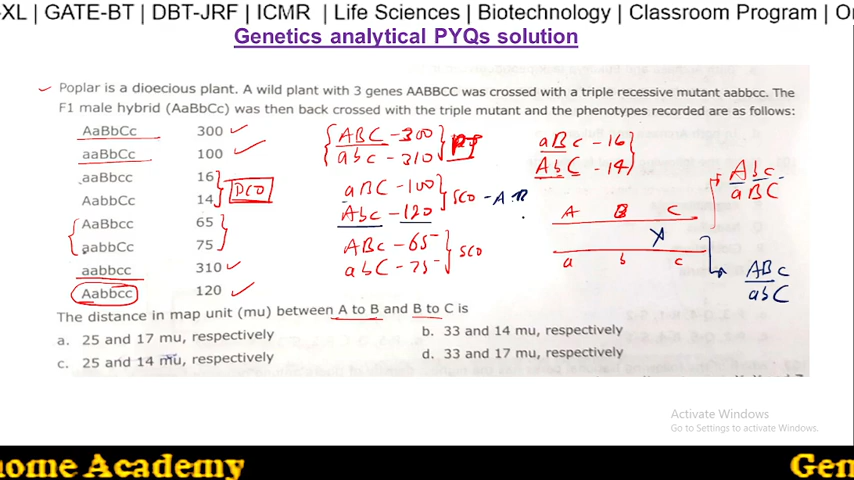 -XL | GATE-BT | DBT-JRF | ICMR | Life Sciences | Biotechnology | Classroom Program | O
Genetics analytical PYQs solution
Poplar is a dioecious plant. A wild plant with 3 genes AABBCC was crossed with a triple recessive mutant aabbcc. The
F1 male hybrid (AaBbCc) was then back crossed with the triple mutant and the phenotypes recorded are as follows:
AaBbCc 300
aaBbCc 100
aaBbcc 16
AabbCc 14
AaBbcc 65
aabbCc 75
aabbcc 310
Aabbcc 120
DCO
ABC - 300
abc - 310
aBC - 100
Abc - 120
SCO - A-B
ABc - 65
abC - 75
SCO
aBc - 16
AbC - 14
A B C
a b c
Abc
aBC
ABc
abC
The distance in map unit (mu) between A to B and B to C is
a. 25 and 17 mu, respectively
b. 33 and 14 mu, respectively
c. 25 and 14 mu, respectively
d. 33 and 17 mu, respectively
Activate Windows
Go to Settings to activate Windows.
nome Academy
Gen